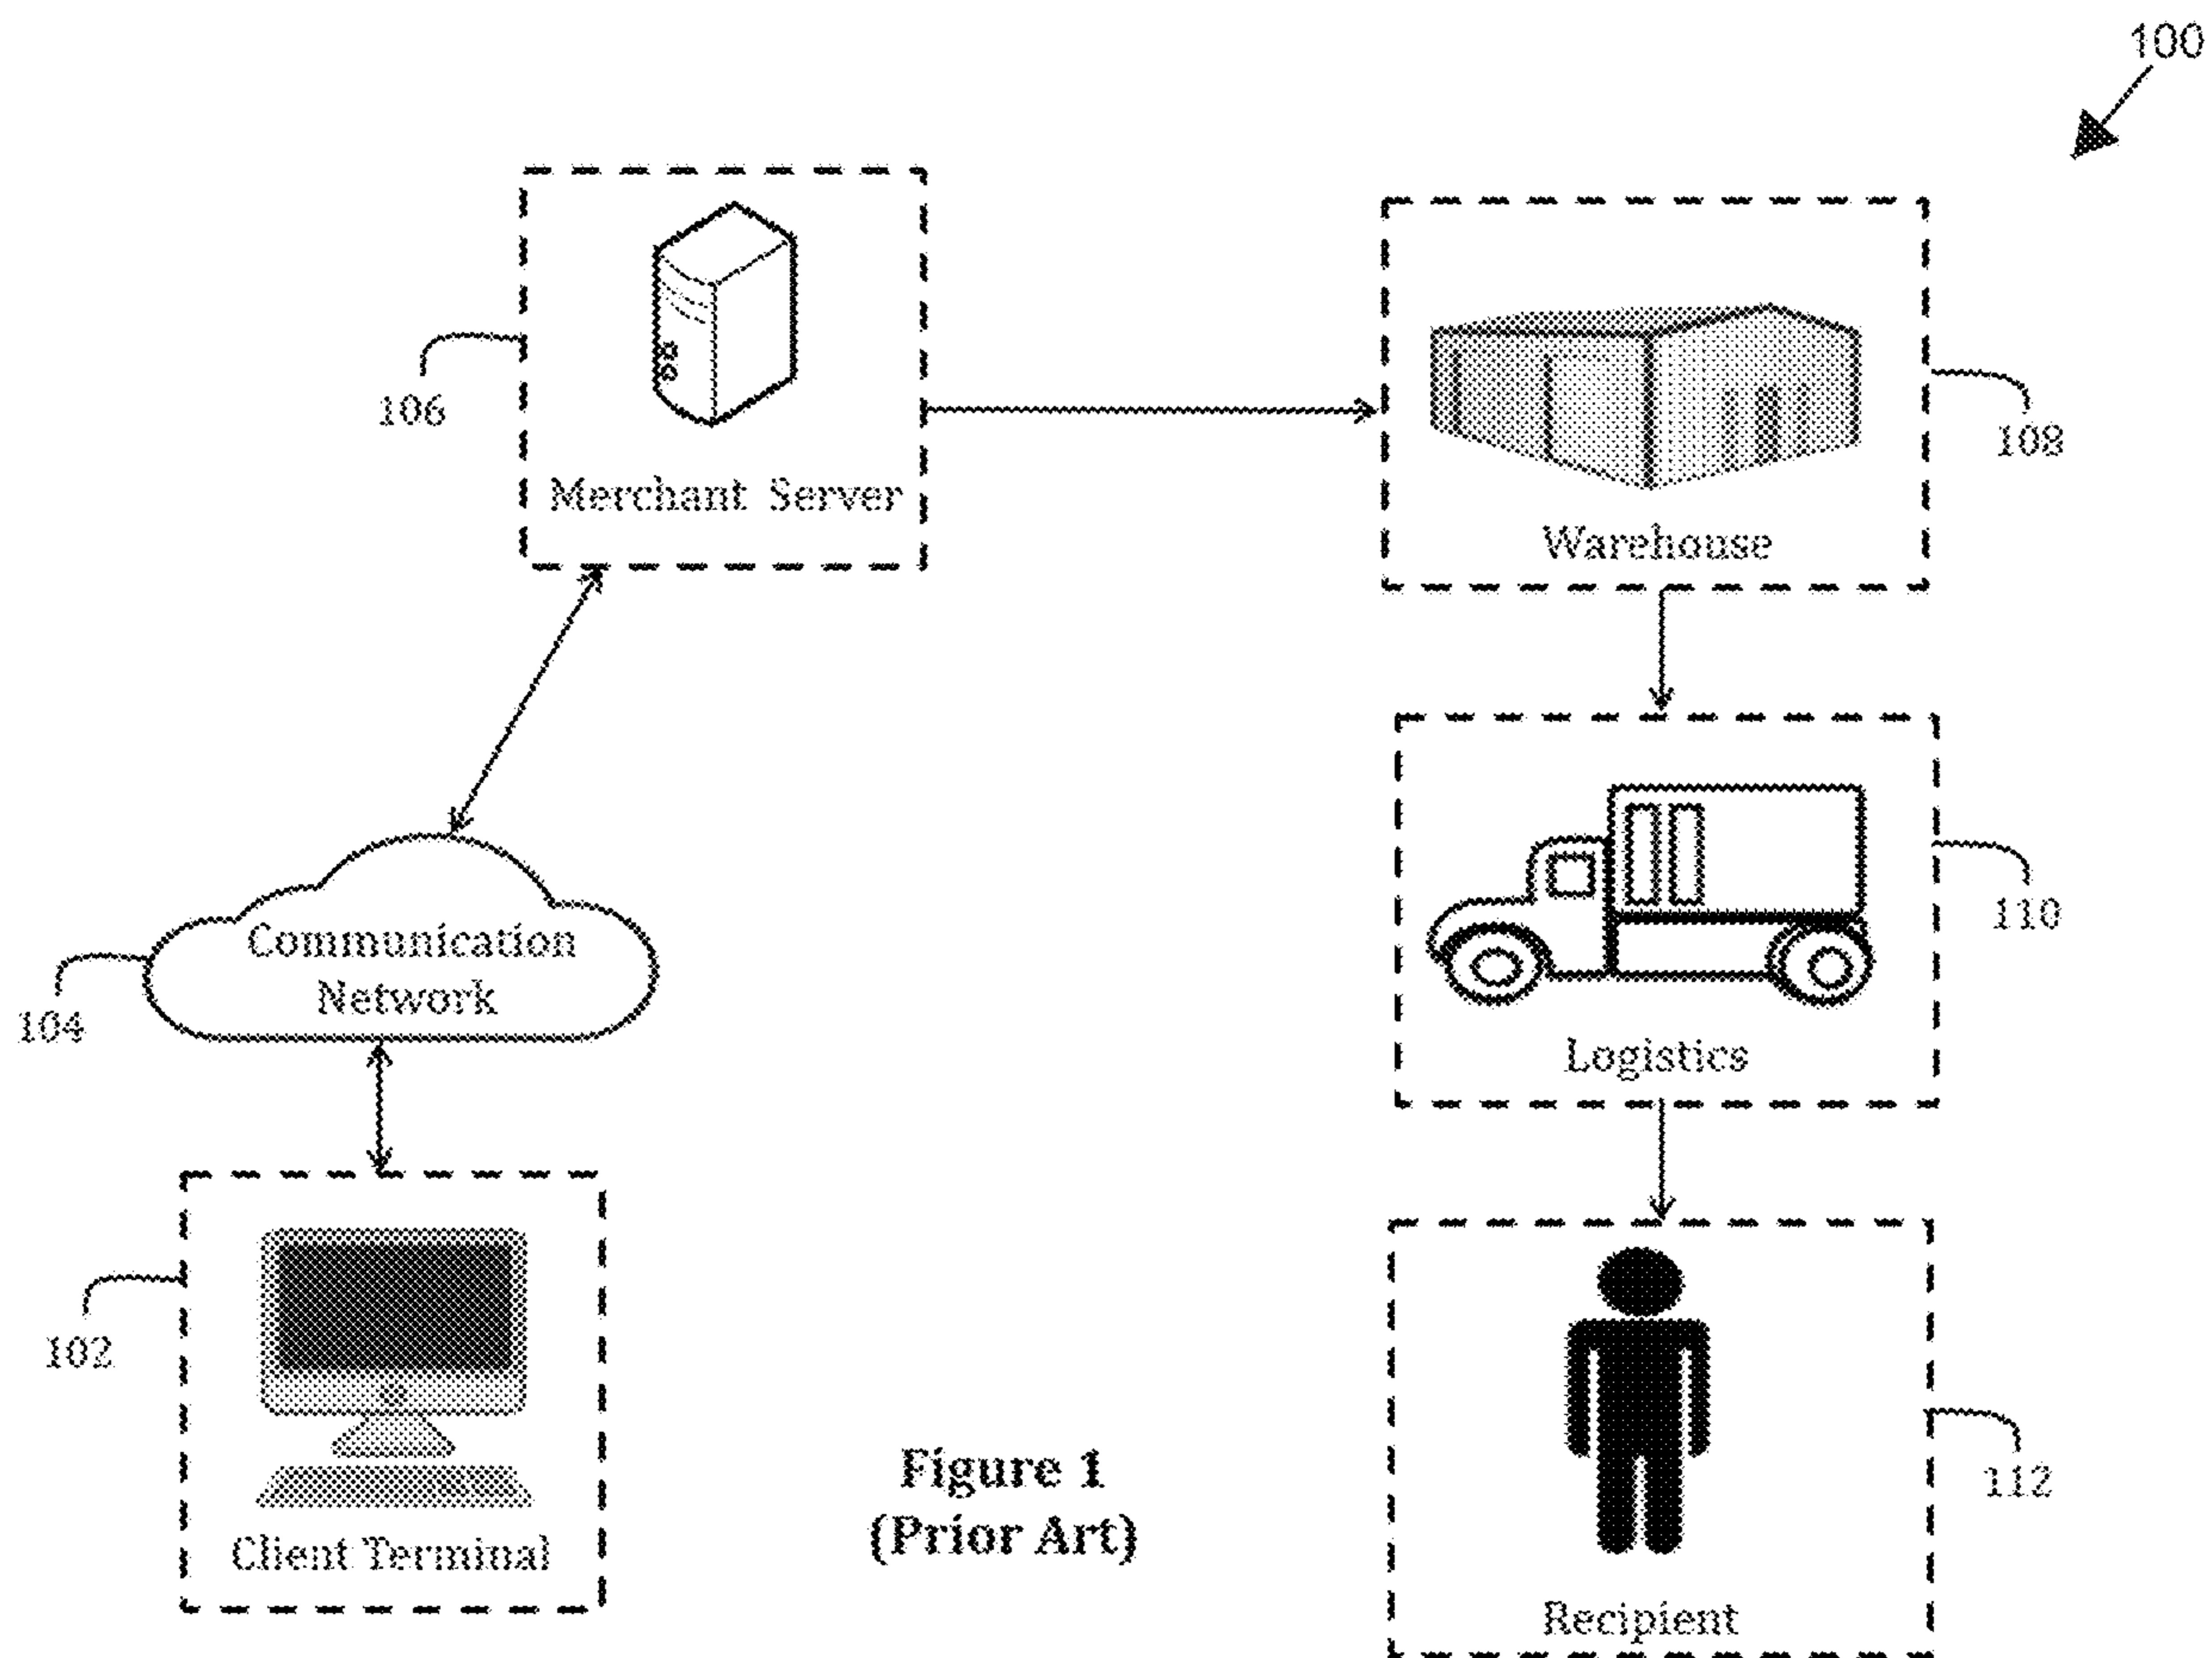 100
106
Merchant Server
108
Warehouse
110
Logistics
104
Communication
Network
102
Client Terminal
112
Recipient
Figure 1
(Prior Art)